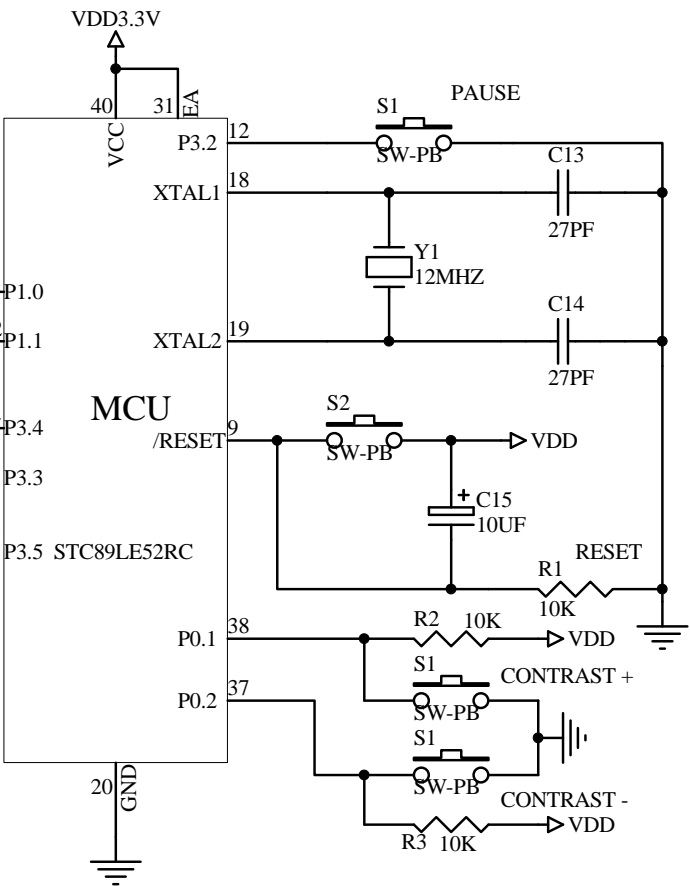 VDD3.3V
40
31
VCC
EA
S1
PAUSE
P3.2
12
SW-PB
C13
XTAL1
18
27PF
Y1
12MHZ
P1.0
C14
P1.1
XTAL2
19
27PF
MCU
S2
P3.4
/RESET
9
SW-PB
VDD
P3.3
+
C15
10UF
P3.5
STC89LE52RC
RESET
R1
10K
R2
10K
P0.1
38
VDD
S1
CONTRAST +
P0.2
37
SW-PB
S1
20
GND
SW-PB
CONTRAST -
VDD
R3
10K